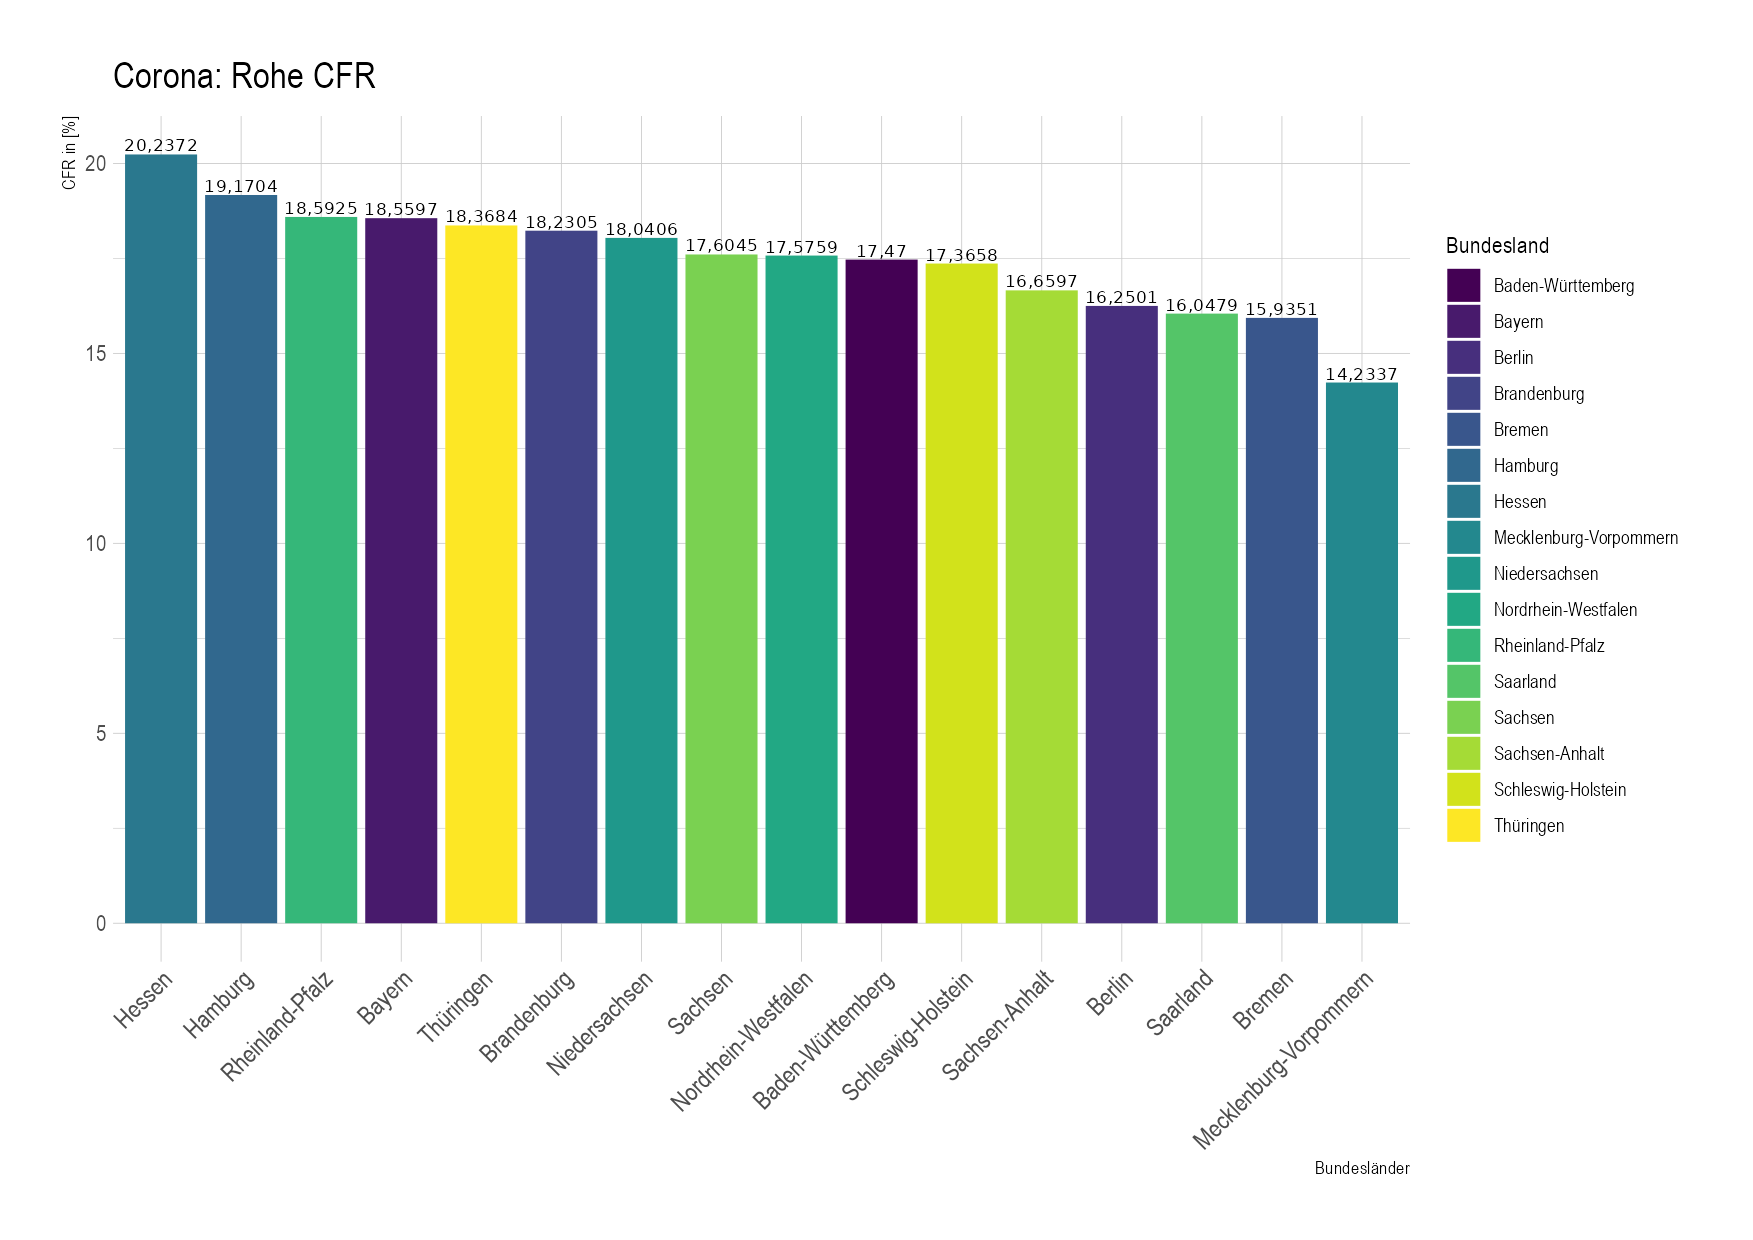 Corona: Rohe CFR
CFR in [%]
20
15
10
5
0
20,2372
19,1704
18,5925
18,5597
18,3684
18,2305
18,0406
17,6045
17,5759
17,47
17,3658
16,6597
16,2501
16,0479
15,9351
14,2337
Hessen
Hamburg
Rheinland-Pfalz
Bayern
Thüringen
Brandenburg
Niedersachsen
Sachsen
Nordrhein-Westfalen
Baden-Württemberg
Schleswig-Holstein
Sachsen-Anhalt
Berlin
Saarland
Bremen
Mecklenburg-Vorpommern
Bundesländer
Bundesland
Baden-Württemberg
Bayern
Berlin
Brandenburg
Bremen
Hamburg
Hessen
Mecklenburg-Vorpommern
Niedersachsen
Nordrhein-Westfalen
Rheinland-Pfalz
Saarland
Sachsen
Sachsen-Anhalt
Schleswig-Holstein
Thüringen